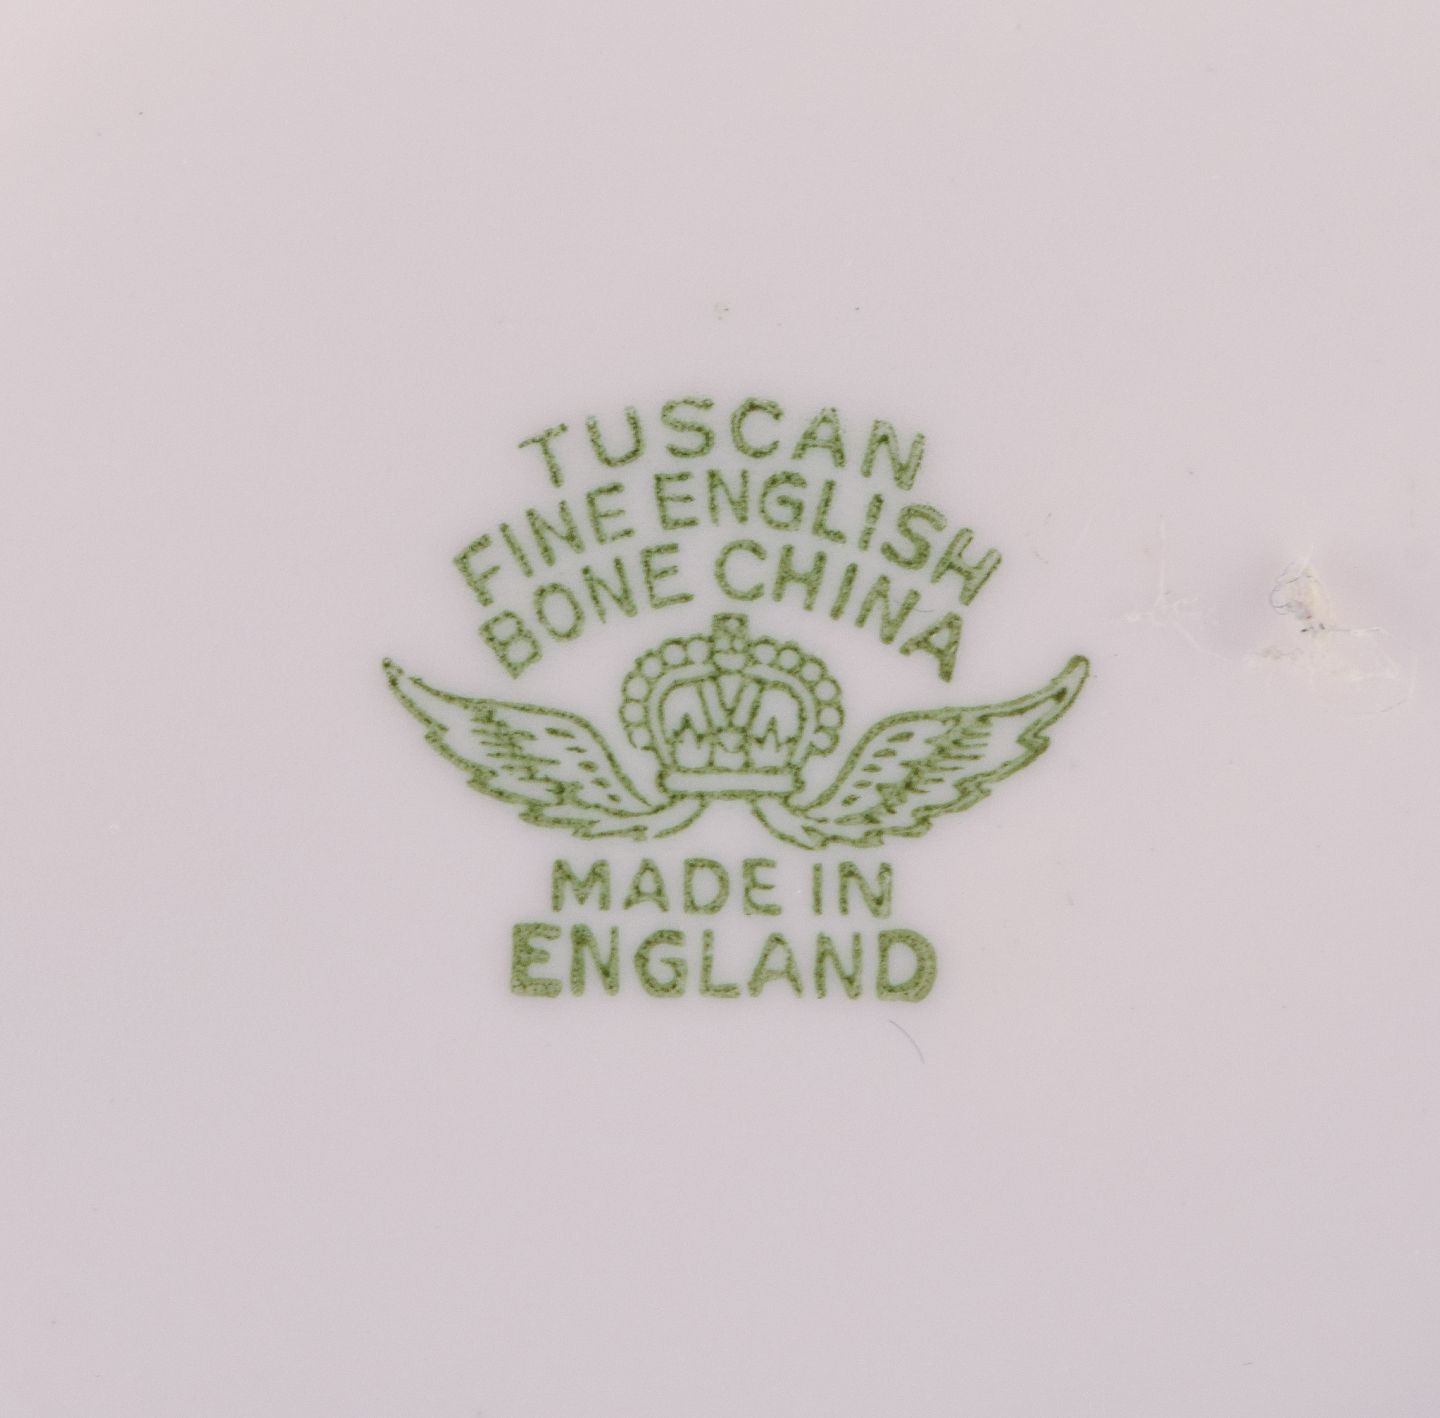 TUSCAN
FINE ENGLISH
BONE CHINA
MADE IN
ENGLAND